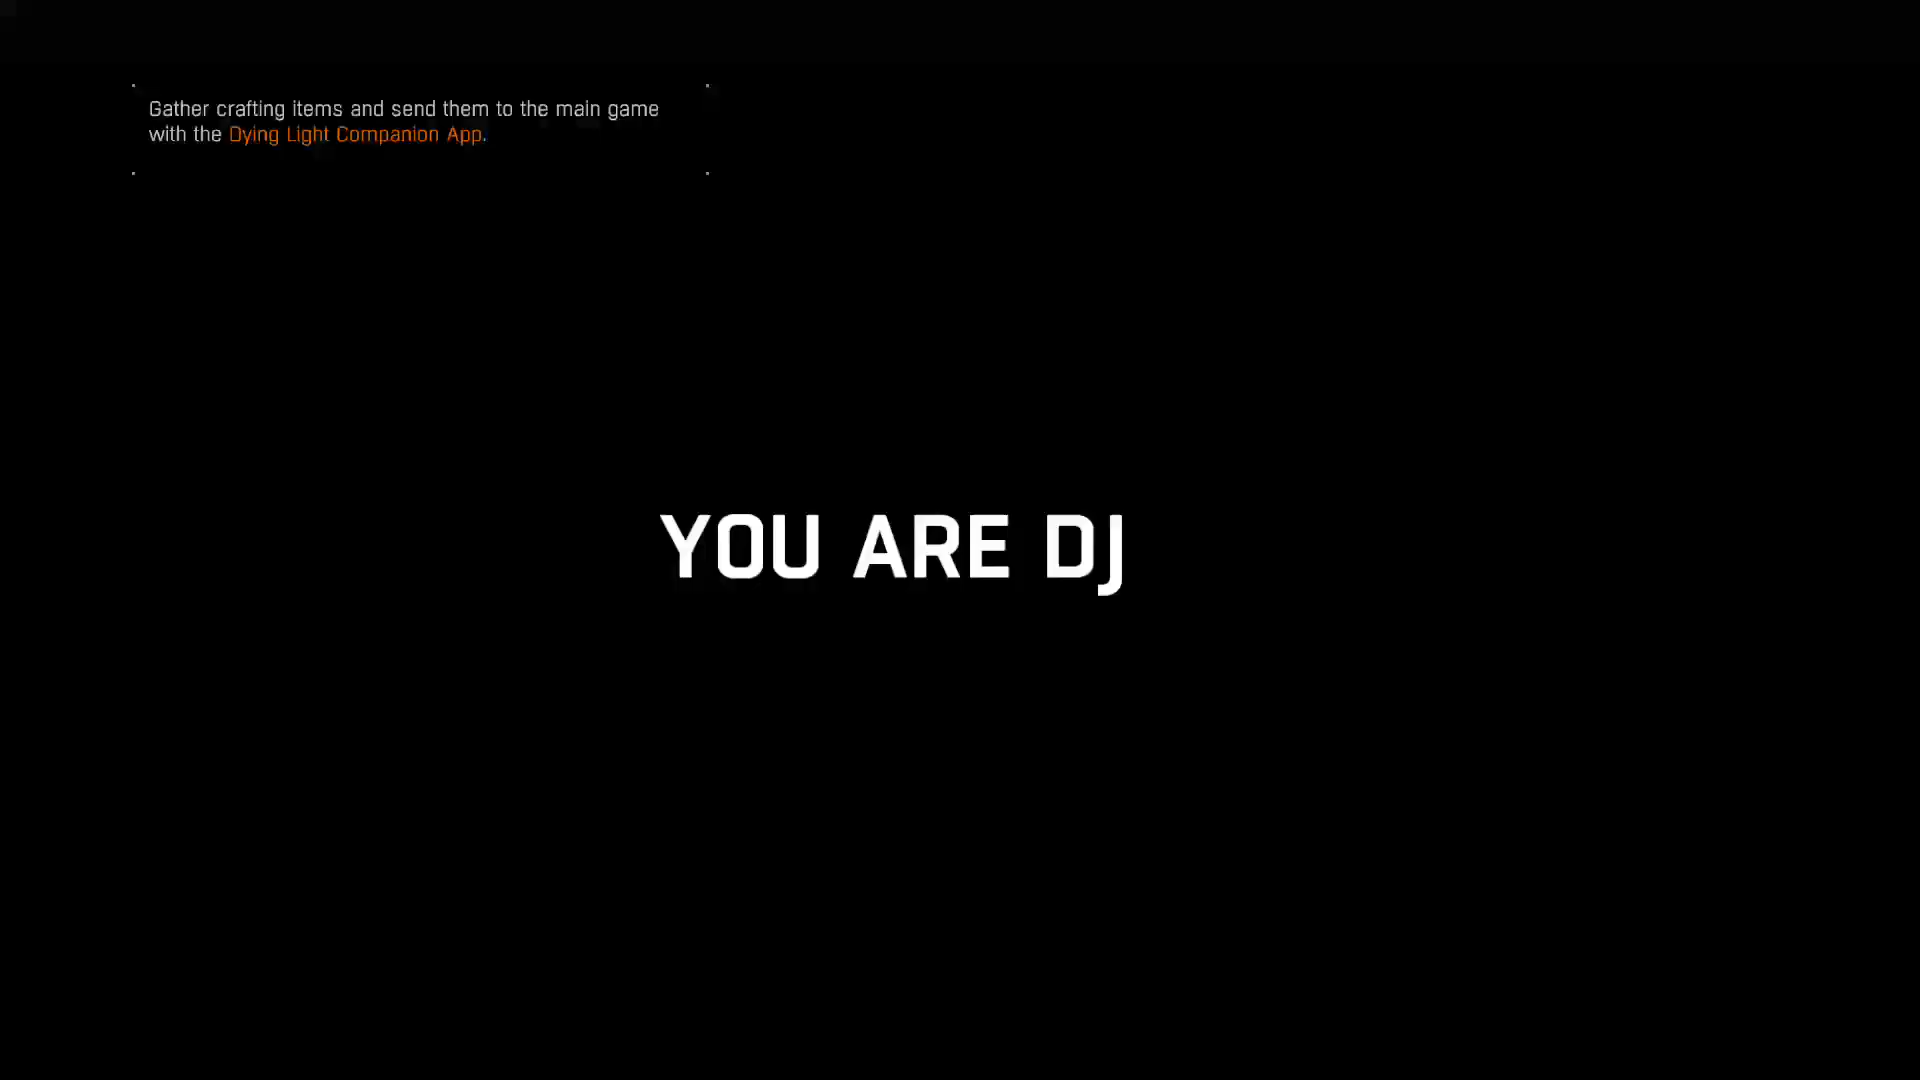 Gather crafting items and send them to the main game
with the Dying Light Companion App.
YOU ARE DJ